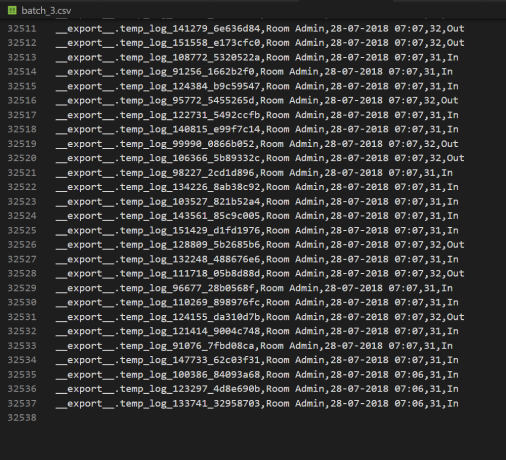 batch_3.csv
32511 __export__.temp_log_141279_6e636d84,Room Admin,28-07-2018 07:07,32,Out
32512 __export__.temp_log_151558_e173cfc0,Room Admin,28-07-2018 07:07,32,Out
32513 __export__.temp_log_108772_5320522a,Room Admin,28-07-2018 07:07,31,In
32514 __export__.temp_log_91256_1662b2f0,Room Admin,28-07-2018 07:07,31,In
32515 __export__.temp_log_124384_b9c59547,Room Admin,28-07-2018 07:07,31,In
32516 __export__.temp_log_95772_5455265d,Room Admin,28-07-2018 07:07,32,Out
32517 __export__.temp_log_122731_5492ccfb,Room Admin,28-07-2018 07:07,31,In
32518 __export__.temp_log_140815_e99f7c14,Room Admin,28-07-2018 07:07,31,In
32519 __export__.temp_log_99990_0866b052,Room Admin,28-07-2018 07:07,32,Out
32520 __export__.temp_log_106366_5b89332c,Room Admin,28-07-2018 07:07,32,Out
32521 __export__.temp_log_98227_2cd1d896,Room Admin,28-07-2018 07:07,31,In
32522 __export__.temp_log_134226_8ab38c92,Room Admin,28-07-2018 07:07,31,In
32523 __export__.temp_log_103527_821b52a4,Room Admin,28-07-2018 07:07,31,In
32524 __export__.temp_log_143561_85c9c005,Room Admin,28-07-2018 07:07,31,In
32525 __export__.temp_log_151429_d1fd1976,Room Admin,28-07-2018 07:07,31,In
32526 __export__.temp_log_128809_5b2685b6,Room Admin,28-07-2018 07:07,32,Out
32527 __export__.temp_log_132248_488676e6,Room Admin,28-07-2018 07:07,31,In
32528 __export__.temp_log_111718_05b8d88d,Room Admin,28-07-2018 07:07,32,Out
32529 __export__.temp_log_96677_28b0568f,Room Admin,28-07-2018 07:07,31,In
32530 __export__.temp_log_110269_898976fc,Room Admin,28-07-2018 07:07,31,In
32531 __export__.temp_log_124155_da310d7b,Room Admin,28-07-2018 07:07,32,Out
32532 __export__.temp_log_121414_9004c748,Room Admin,28-07-2018 07:07,31,In
32533 __export__.temp_log_91076_7fbd08ca,Room Admin,28-07-2018 07:07,31,In
32534 __export__.temp_log_147733_62c03f31,Room Admin,28-07-2018 07:07,31,In
32535 __export__.temp_log_100386_84093a68,Room Admin,28-07-2018 07:06,31,In
32536 __export__.temp_log_123297_4d8e690b,Room Admin,28-07-2018 07:06,31,In
32537 __export__.temp_log_133741_32958703,Room Admin,28-07-2018 07:06,31,In
32538